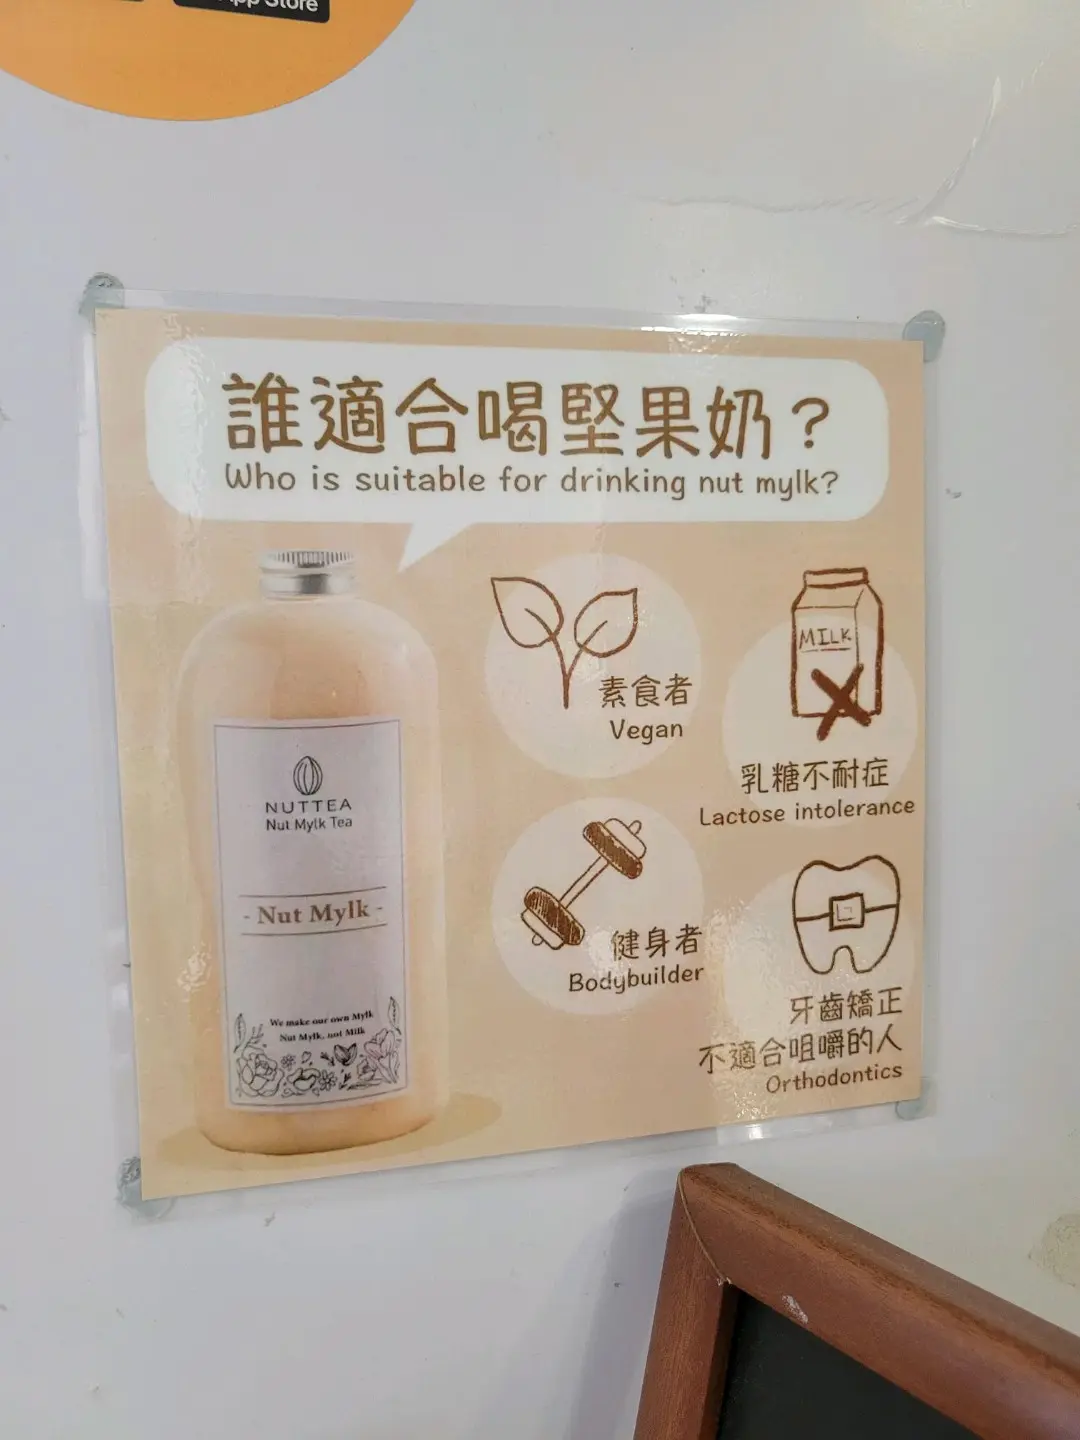 App Store
誰適合喝堅果奶？
Who is suitable for drinking nut mylk?
素食者
Vegan
MILK
乳糖不耐症
Lactose intolerance
NUTTEA
Nut Mylk Tea
- Nut Mylk -
We make our own Mylk
Nut Mylk, not Milk
健身者
Bodybuilder
牙齒矯正
不適合咀嚼的人
Orthodontics